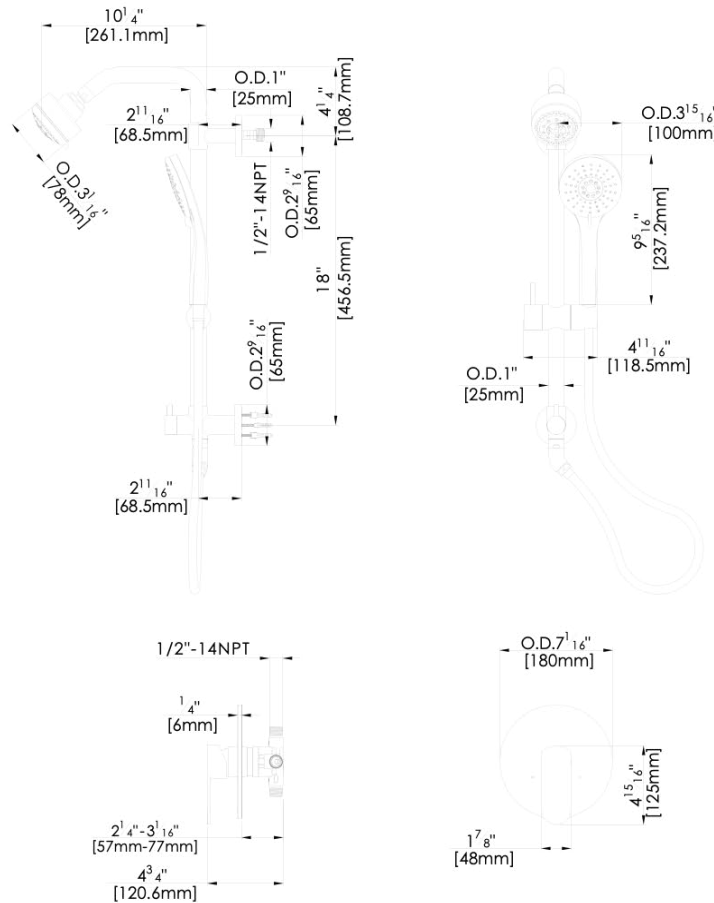 10 1/4"
[261.1mm]
O.D.1"
[25mm]
4 1/4"
[108.7mm]
2 11/16"
[68.5mm]
O.D.3 1/16"
[78mm]
1/2"-14NPT
O.D.2 9/16"
[65mm]
18"
[456.5mm]
O.D.2 9/16"
[65mm]
2 11/16"
[68.5mm]
O.D.3 15/16"
[100mm
9 5/16"
[237.2mm]
4 11/16"
[118.5mm]
O.D.1"
[25mm]
1/2"-14NPT
1/4"
[6mm]
2 1/4"-3 1/16"
[57mm-77mm]
4 3/4"
[120.6mm]
O.D.7 1/16"
[180mm]
4 15/16"
[125mm]
1 7/8"
[48mm]